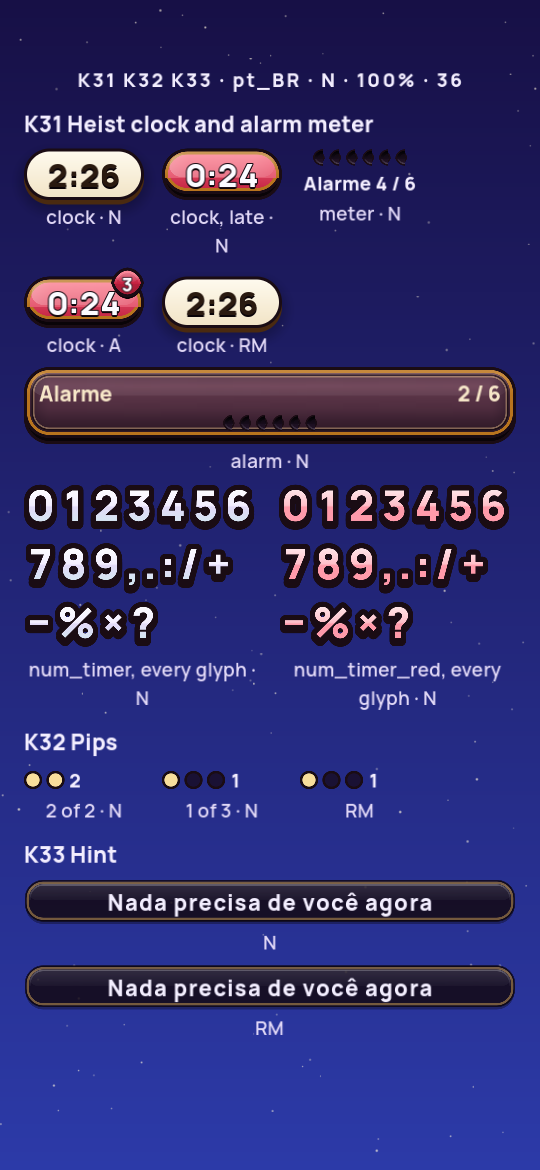 K31 K32 K33 · pt_BR · N · 100% · 36
K31 Heist clock and alarm meter
2:26
0:24
Alarme 4 / 6
clock · N
clock, late · N
meter · N
0:24
3
2:26
clock · A
clock · RM
Alarme
2 / 6
alarm · N
0123456
789,.:/+
-%×?
0123456
789,.:/+
-%×?
num_timer, every glyph · N
num_timer_red, every glyph · N
K32 Pips
2
1
1
2 of 2 · N
1 of 3 · N
RM
K33 Hint
Nada precisa de você agora
N
Nada precisa de você agora
RM